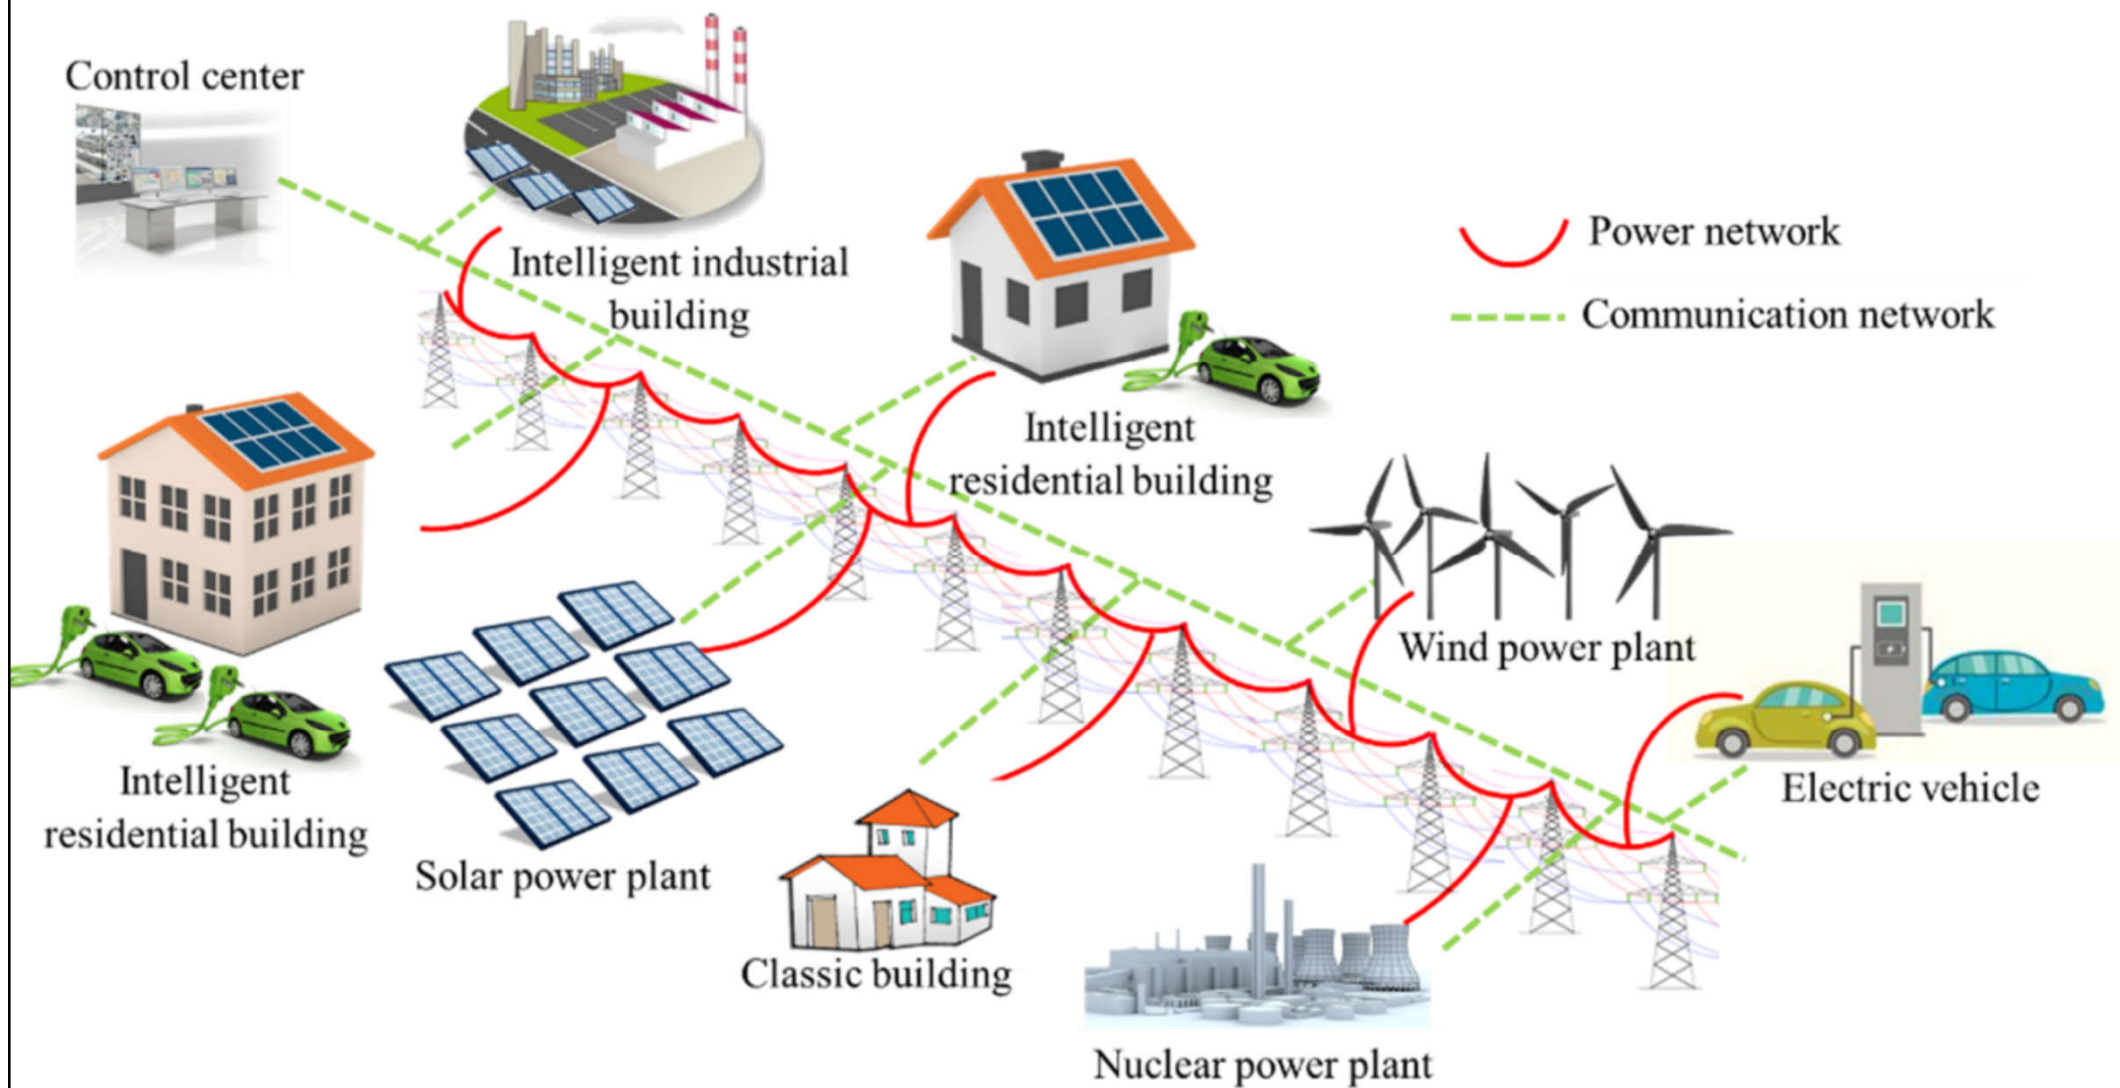 Control center
Intelligent industrial
building
Power network
Communication network
Intelligent
residential building
Wind power plant
Electric vehicle
Intelligent
residential building
Solar power plant
Classic building
Nuclear power plant